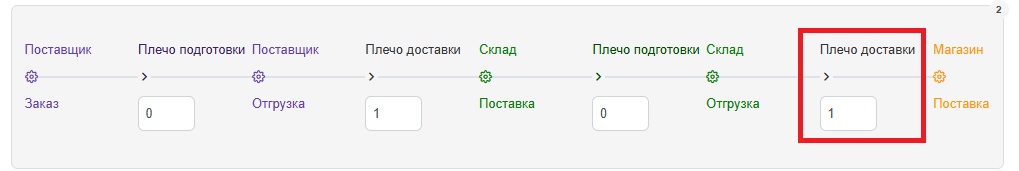 2
Поставщик Плечо подготовки Поставщик Плечо доставки Склад Плечо подготовки Склад Плечо доставки Магазин
Заказ 0 Отгрузка 1 Поставка 0 Отгрузка 1 Поставка